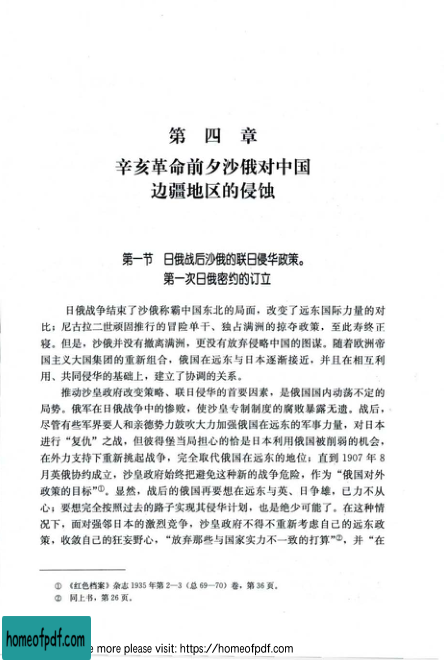 第四章
辛亥革命前夕沙俄对中国
边疆地区的侵蚀
第一节 日俄战后沙俄的联日侵华政策。
第一次日俄密约的订立
日俄战争结束了沙俄称霸中国东北的局面，改变了远东国际力量的对
比；尼古拉二世顽固推行的冒险单干、独占满洲的掠夺政策，至此寿终正
寝。但是，沙俄并没有撤离满洲，更没有放弃侵略中国的图谋。随着欧洲帝
国主义大国集团的重新组合，俄国在远东与日本逐渐接近，并且在相互利
用、共同侵华的基础上，建立了协调的关系。
推动沙皇政府改变策略、联日侵华的首要因素，是俄国国内动荡不定的
局势。俄军在日俄战争中的惨败，使沙皇专制制度的腐败暴露无遗。战后，
尽管有些军界要人和亲德势力鼓吹大力加强俄国在远东的军事力量，对日本
进行“复仇”之战，但彼得堡当局担心的恰是日本利用俄国被削弱的机会，
在外力支持下重新挑起战争，完全取代俄国在远东的地位；直到 1907 年 8
月英俄协约成立，沙皇政府始终把避免这种新的战争危险，作为“俄国对外
政策的目标”①。显然，战后的俄国再要想在远东与英、日争雄，已力不从
心；要想完全按照过去的路子实现其侵华计划，也是绝少可能了。在这种情
况下，面对强邻日本的激烈竞争，沙皇政府不得不重新考虑自己的远东政
策，收敛自己的狂妄野心，“放弃那些与国家实力不一致的打算”②，并“在
① 《红色档案》杂志 1935 年第 2—3（总 69—70）卷，第 36 页。
② 同上书，第 26 页。
homeofpdf.com
e more please visit: https://homeofpdf.com